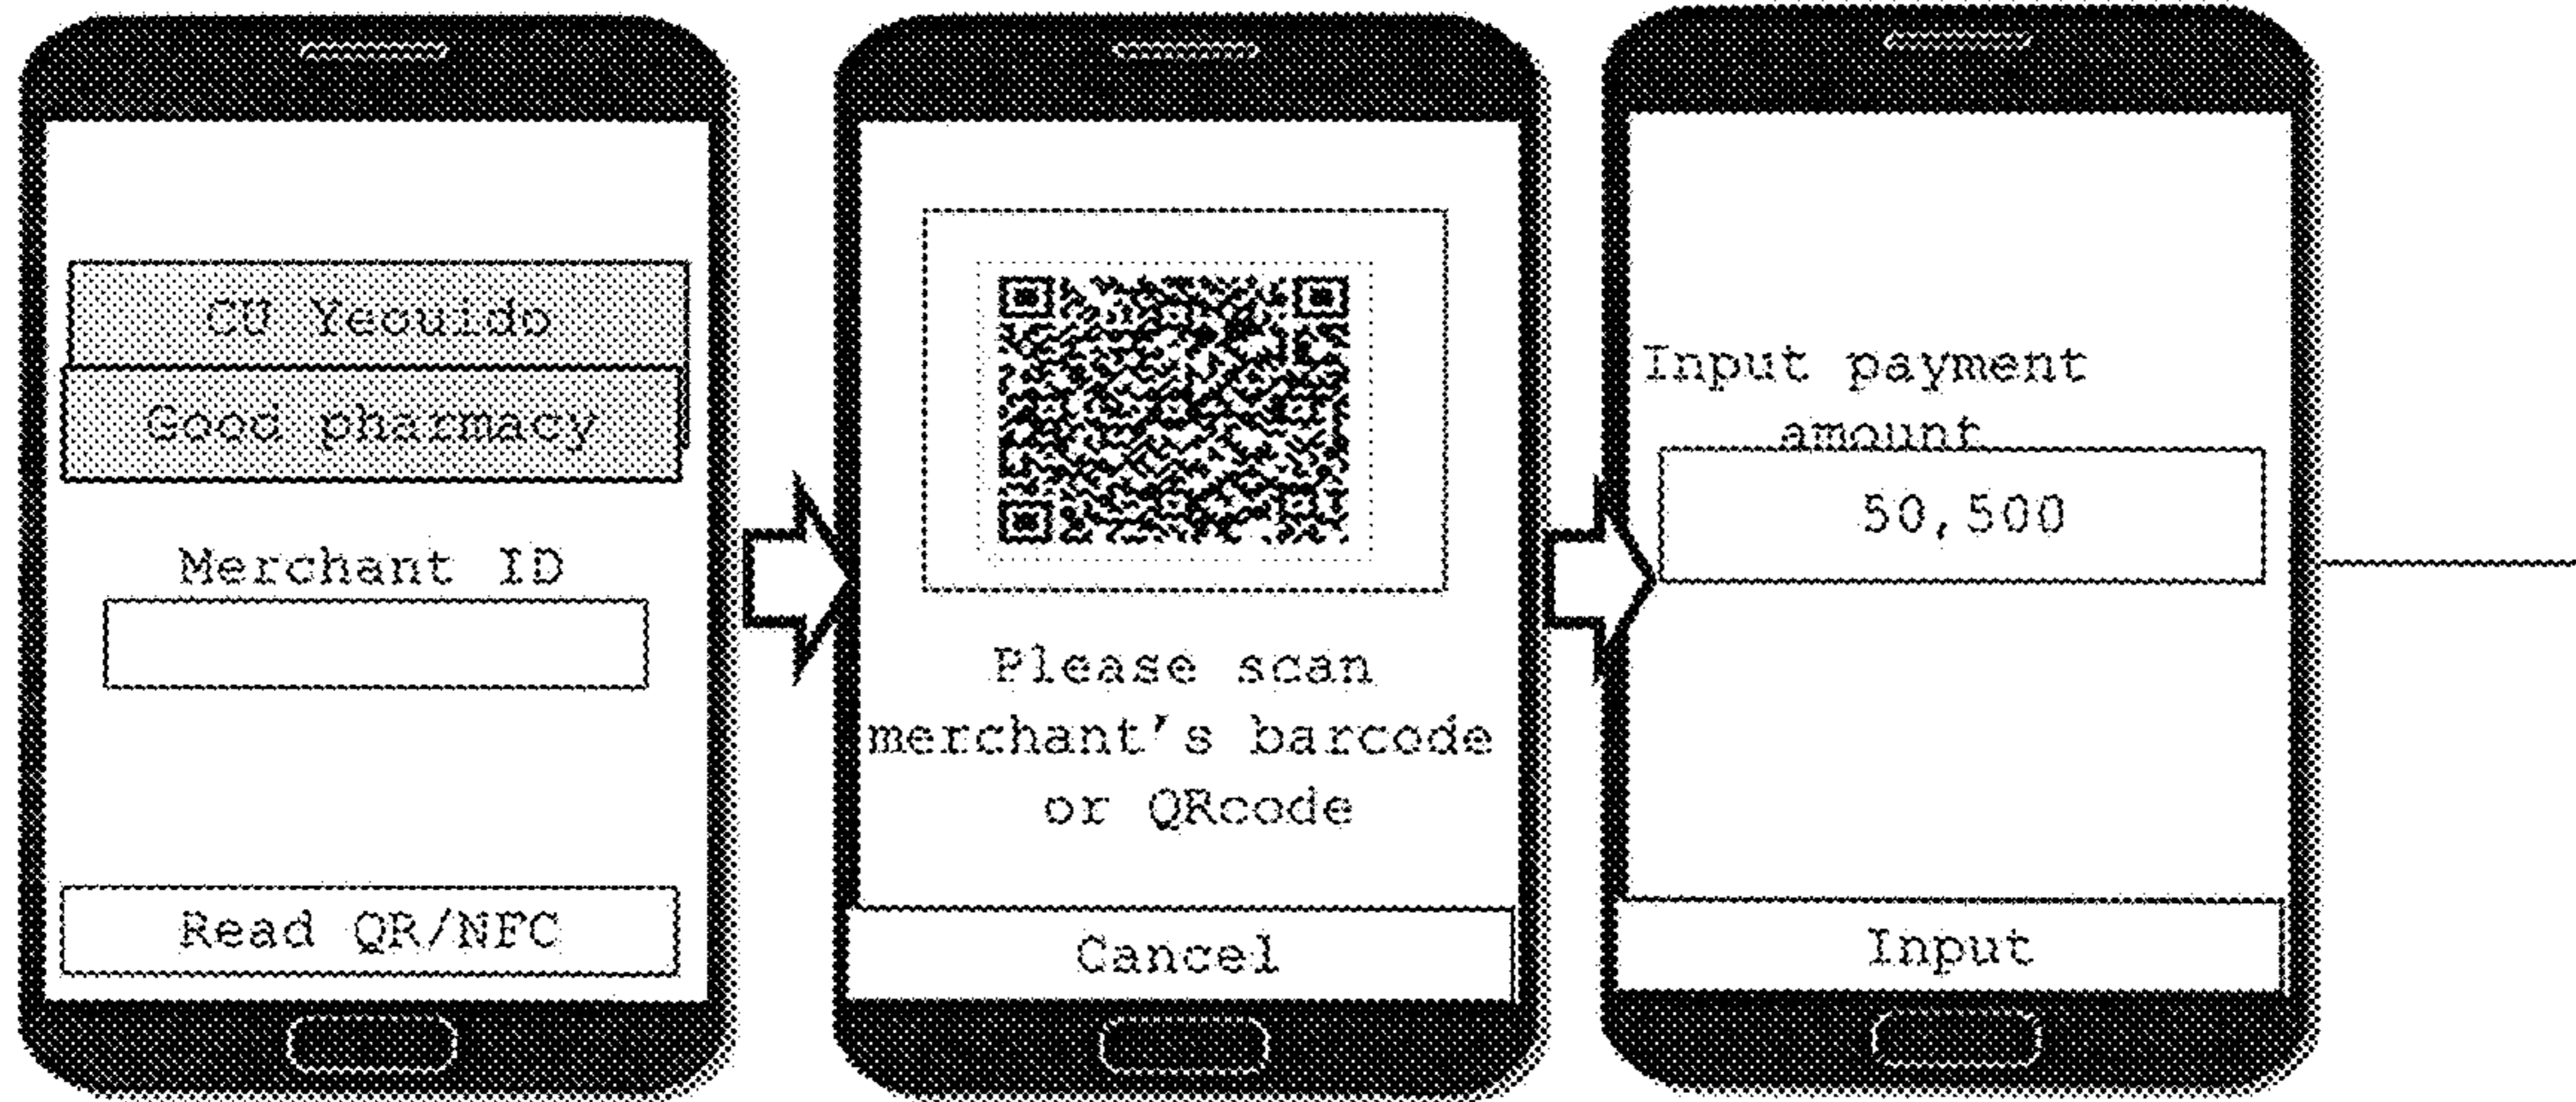 CU Yeouido
Good pharmacy
Merchant ID
Read QR/NFC
Please scan
merchant's barcode
or QRcode
Cancel
Input payment
amount
50,500
Input